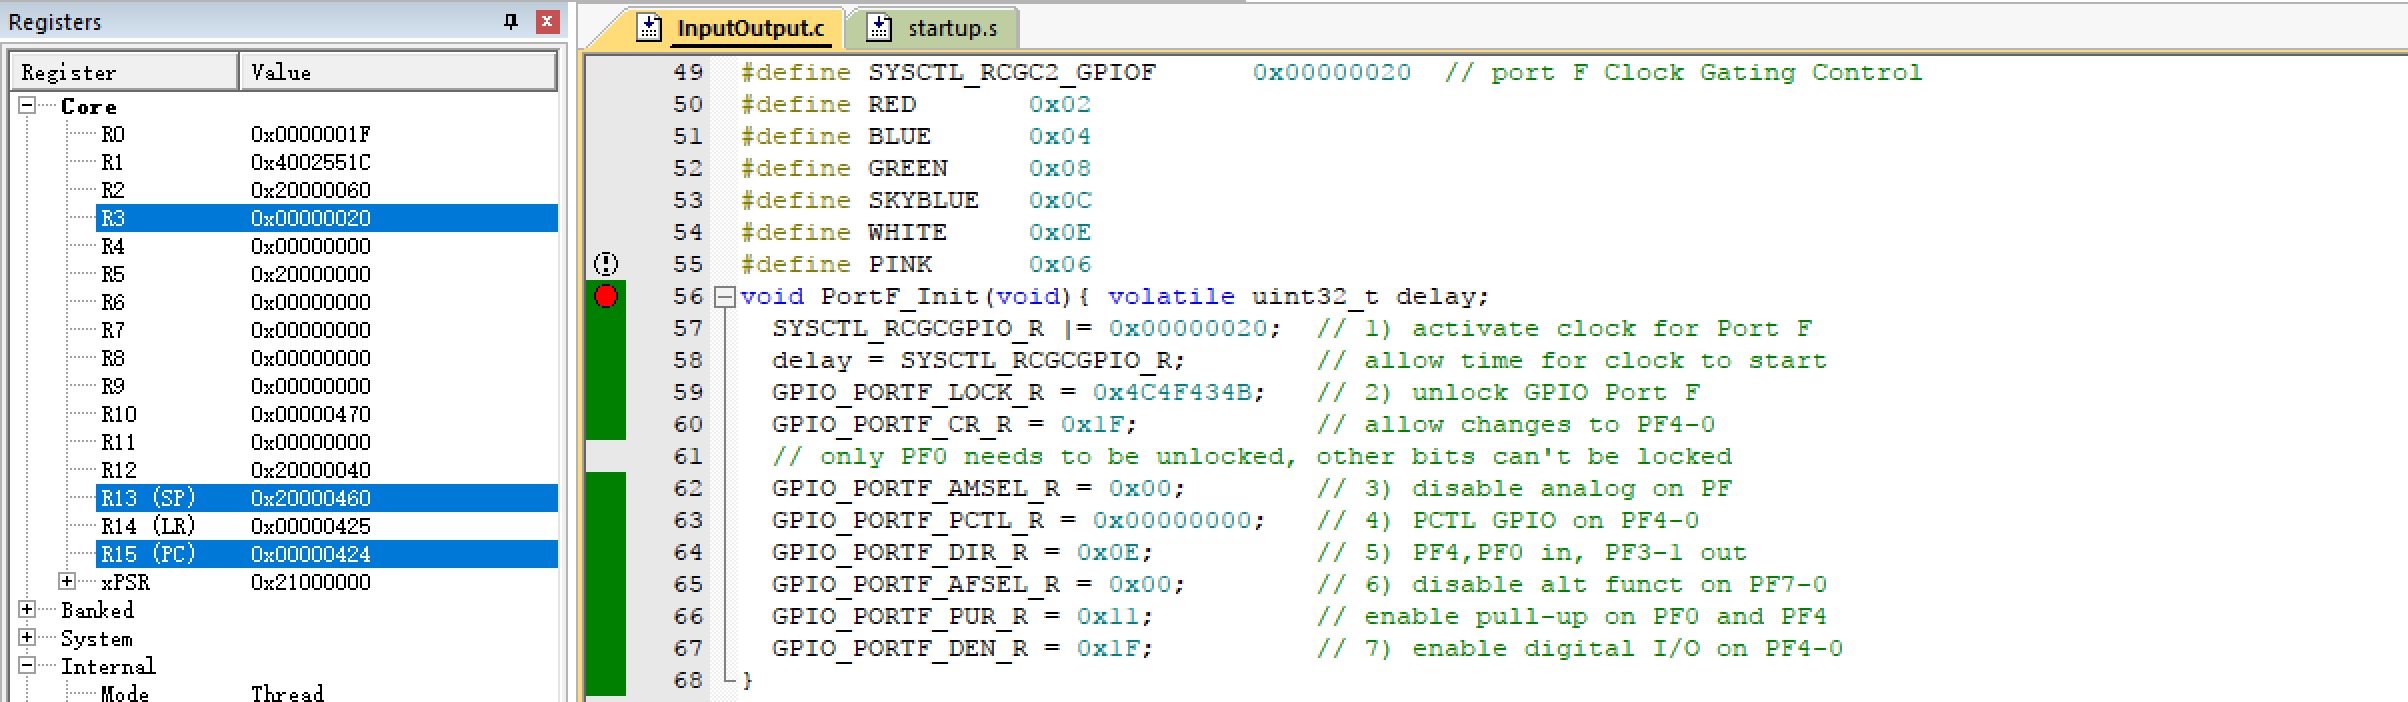 Registers
Register Value
Core
R0 0x0000001F
R1 0x4002551C
R2 0x20000060
R3 0x00000020
R4 0x00000000
R5 0x20000000
R6 0x00000000
R7 0x00000000
R8 0x00000000
R9 0x00000000
R10 0x00000470
R11 0x00000000
R12 0x20000040
R13 (SP) 0x20000460
R14 (LR) 0x00000425
R15 (PC) 0x00000424
xPSR 0x21000000
Banked
System
Internal
Mode Thread
InputOutput.c startup.s
49 #define SYSCTL_RCGC2_GPIOF      0x00000020  // port F Clock Gating Control
50 #define RED       0x02
51 #define BLUE      0x04
52 #define GREEN     0x08
53 #define SKYBLUE   0x0C
54 #define WHITE     0x0E
55 #define PINK      0x06
56 void PortF_Init(void){ volatile uint32_t delay;
57   SYSCTL_RCGCGPIO_R |= 0x00000020;  // 1) activate clock for Port F
58   delay = SYSCTL_RCGCGPIO_R;        // allow time for clock to start
59   GPIO_PORTF_LOCK_R = 0x4C4F434B;   // 2) unlock GPIO Port F
60   GPIO_PORTF_CR_R = 0x1F;           // allow changes to PF4-0
61   // only PF0 needs to be unlocked, other bits can't be locked
62   GPIO_PORTF_AMSEL_R = 0x00;        // 3) disable analog on PF
63   GPIO_PORTF_PCTL_R = 0x00000000;   // 4) PCTL GPIO on PF4-0
64   GPIO_PORTF_DIR_R = 0x0E;          // 5) PF4,PF0 in, PF3-1 out
65   GPIO_PORTF_AFSEL_R = 0x00;        // 6) disable alt funct on PF7-0
66   GPIO_PORTF_PUR_R = 0x11;          // enable pull-up on PF0 and PF4
67   GPIO_PORTF_DEN_R = 0x1F;          // 7) enable digital I/O on PF4-0
68 }